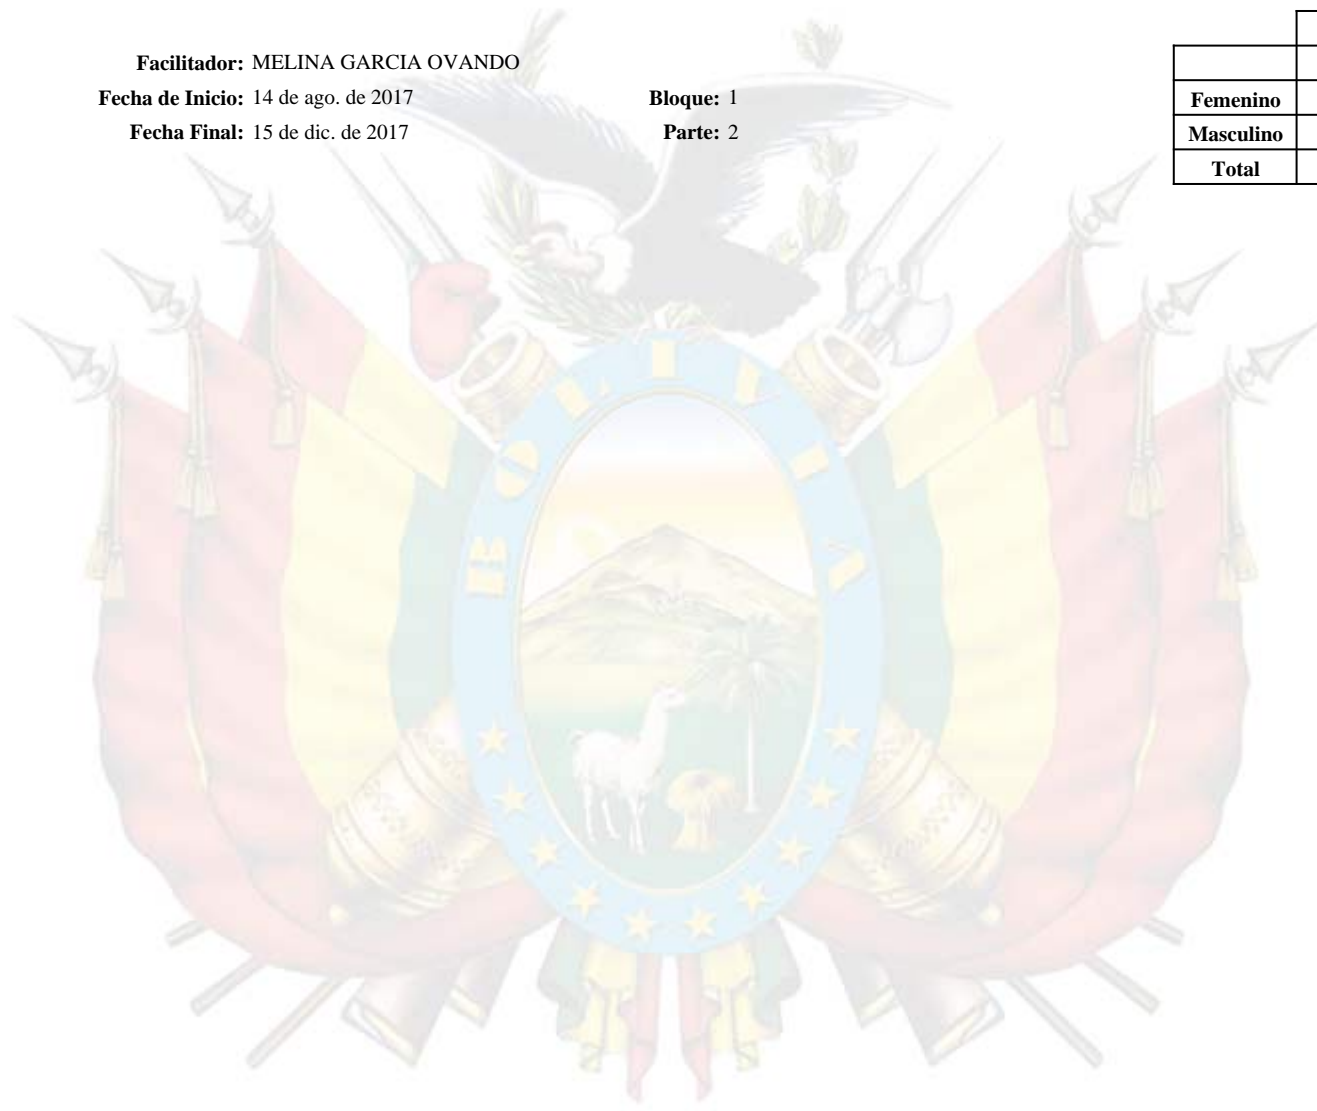 Facilitador: MELINA GARCIA OVANDO
Fecha de Inicio: 14 de ago. de 2017 Bloque: 1
Fecha Final: 15 de dic. de 2017 Parte: 2
Femenino
Masculino
Total
BOLIVIA